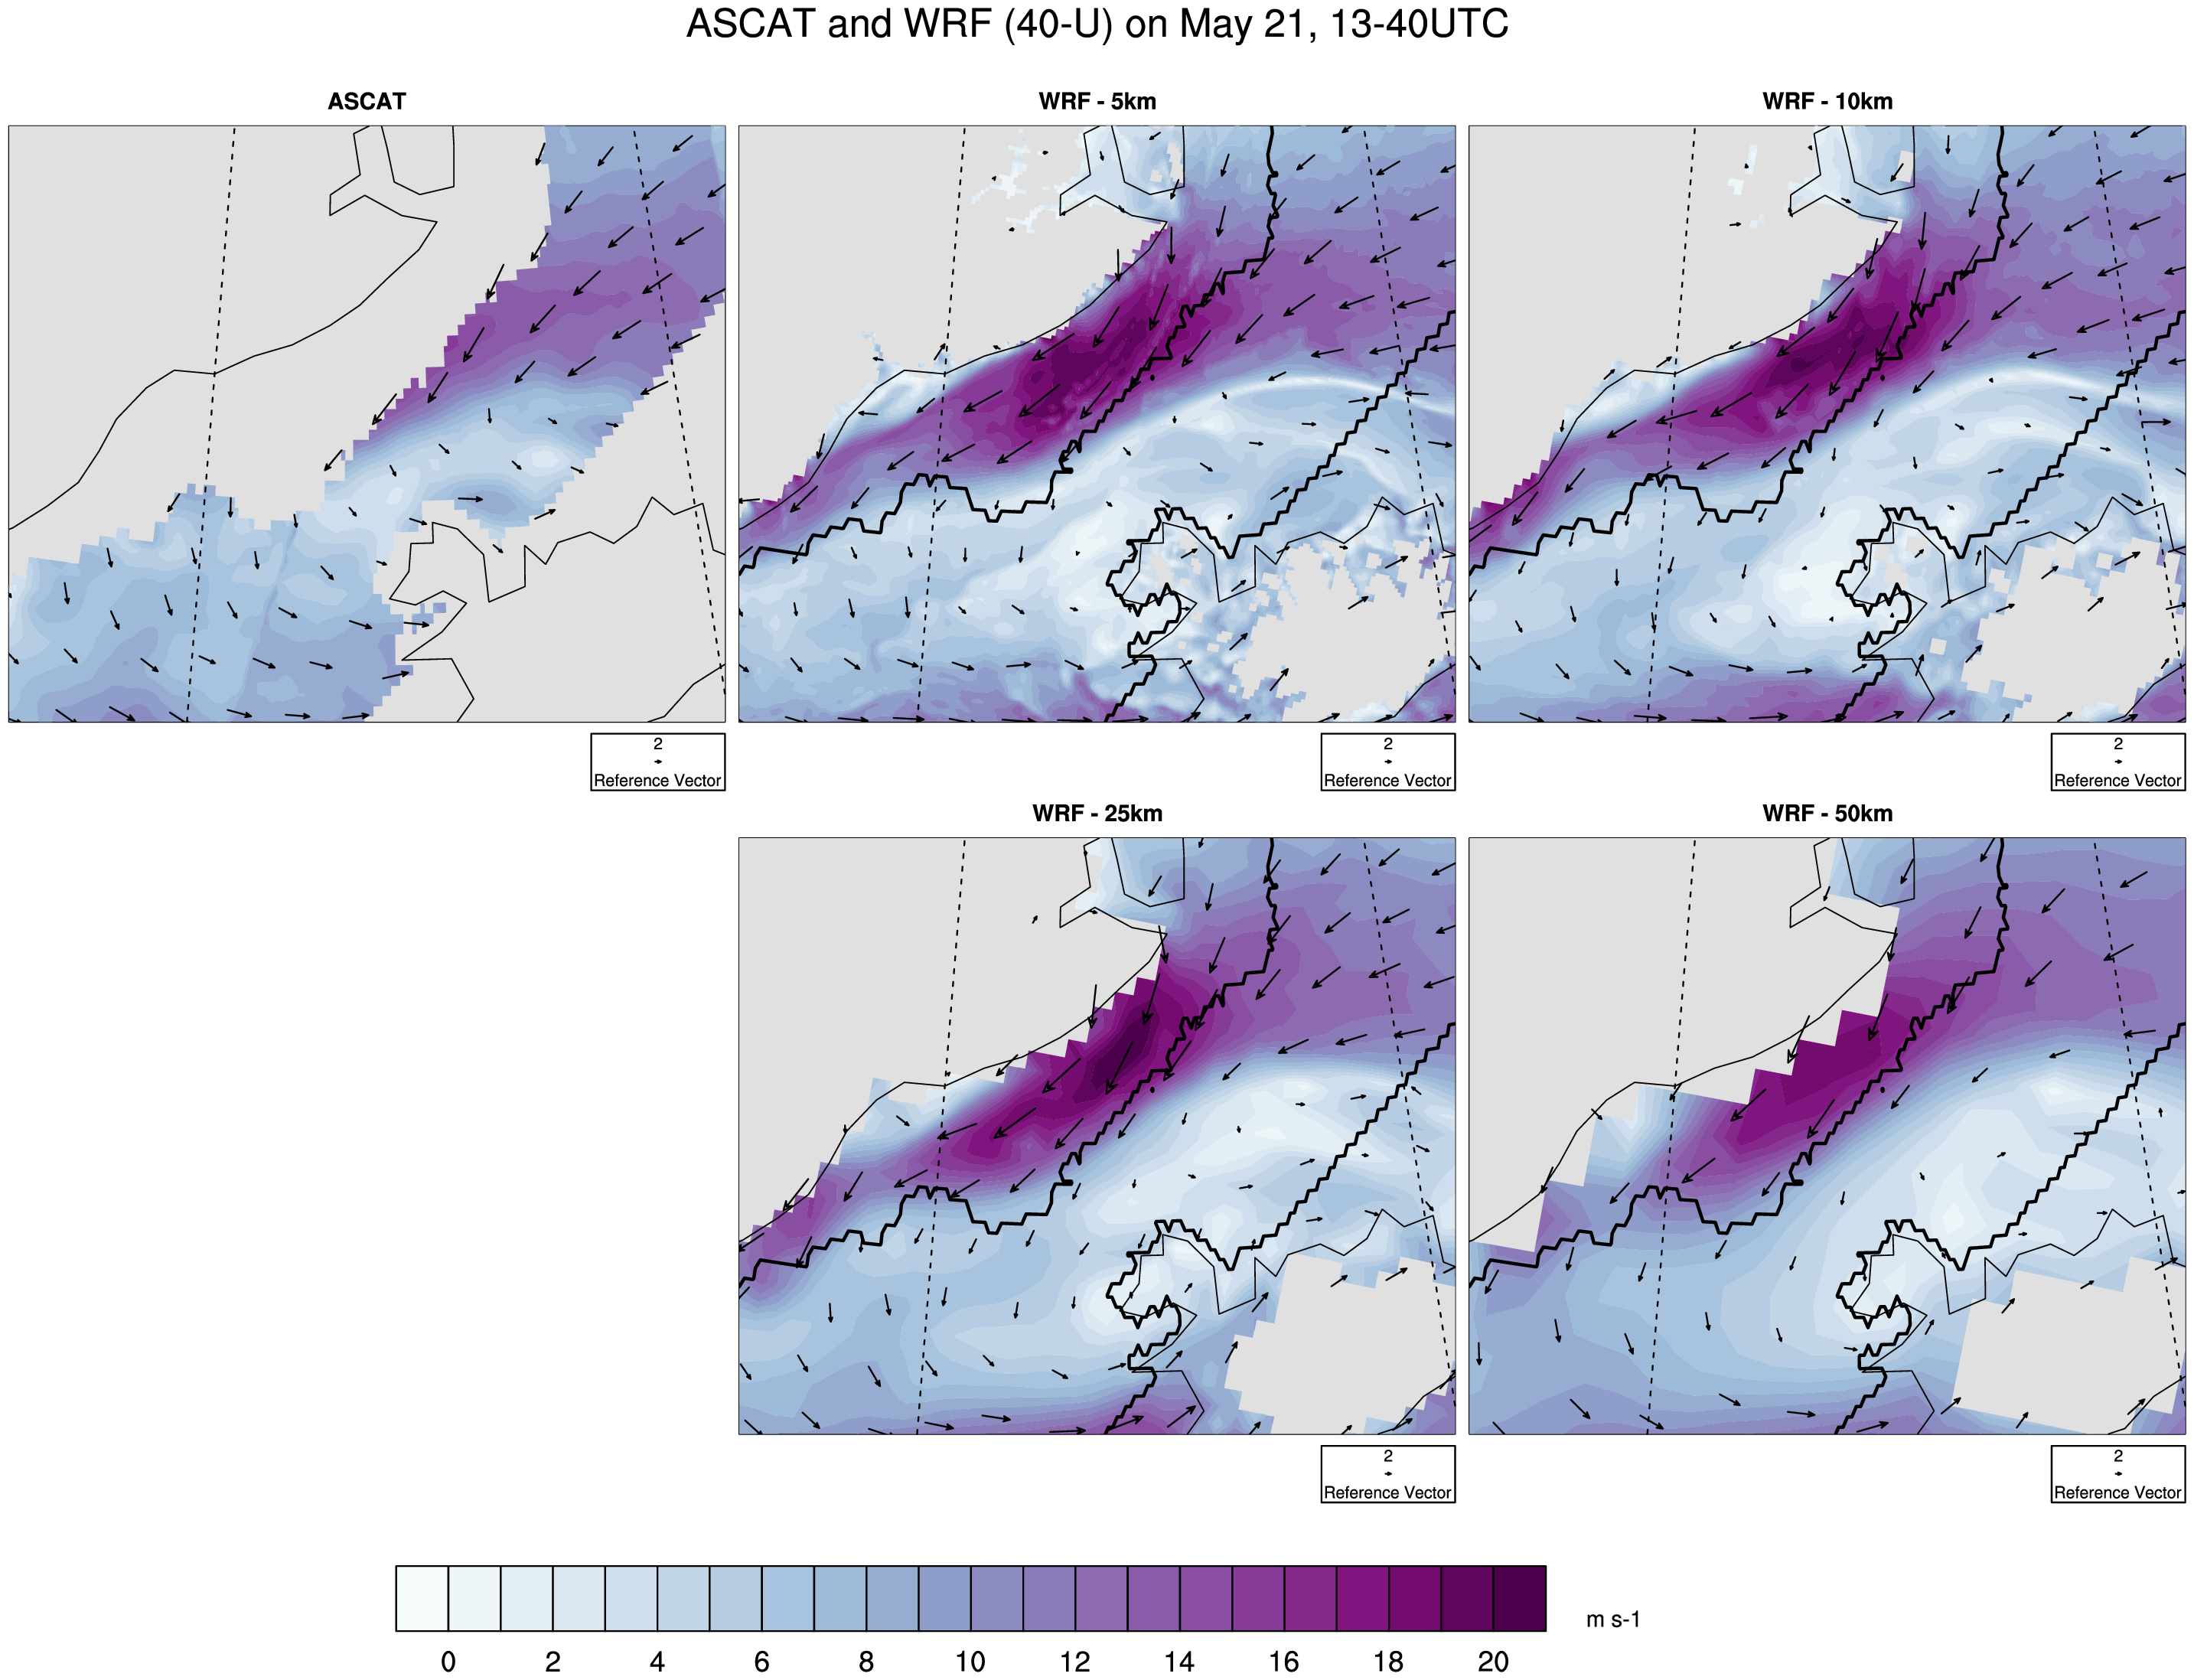 ASCAT and WRF (40-U) on May 21, 13-40UTC
ASCAT
WRF - 5km
WRF - 10km
2
Reference Vector
2
Reference Vector
2
Reference Vector
WRF - 25km
WRF - 50km
2
Reference Vector
2
Reference Vector
m s-1
0 2 4 6 8 10 12 14 16 18 20